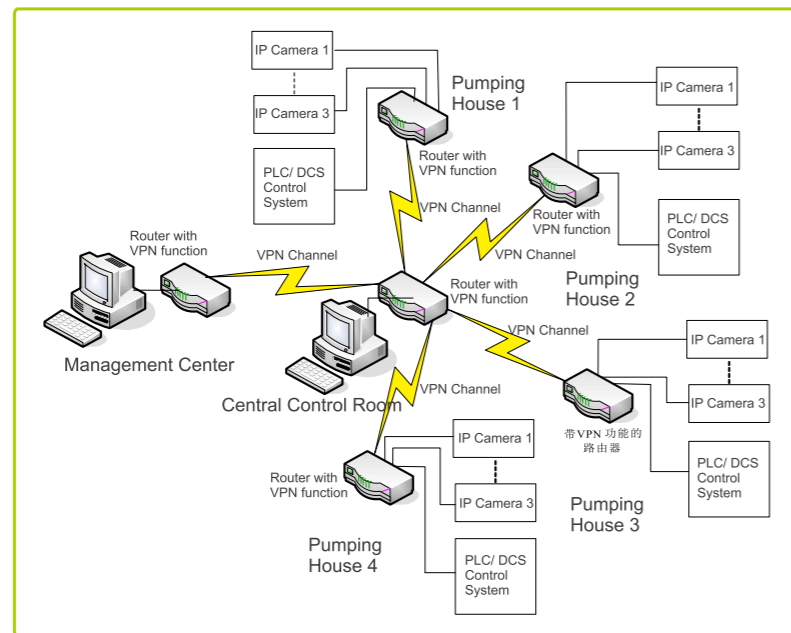 IP Camera 1
IP Camera 3
PLC/ DCS
Control
System
Pumping
House 1
Router with
VPN function
VPN Channel
IP Camera 1
IP Camera 3
PLC/ DCS
Control
System
Router with
VPN function
VPN Channel
Pumping
House 2
Router with
VPN function
VPN Channel
Management Center
Router with
VPN function
Central Control Room
VPN Channel
IP Camera 1
IP Camera 3
PLC/ DCS
Control
System
带VPN 功能的
路由器
Pumping
House 3
VPN Channel
Router with
VPN function
IP Camera 1
IP Camera 3
PLC/ DCS
Control
System
Pumping
House 4